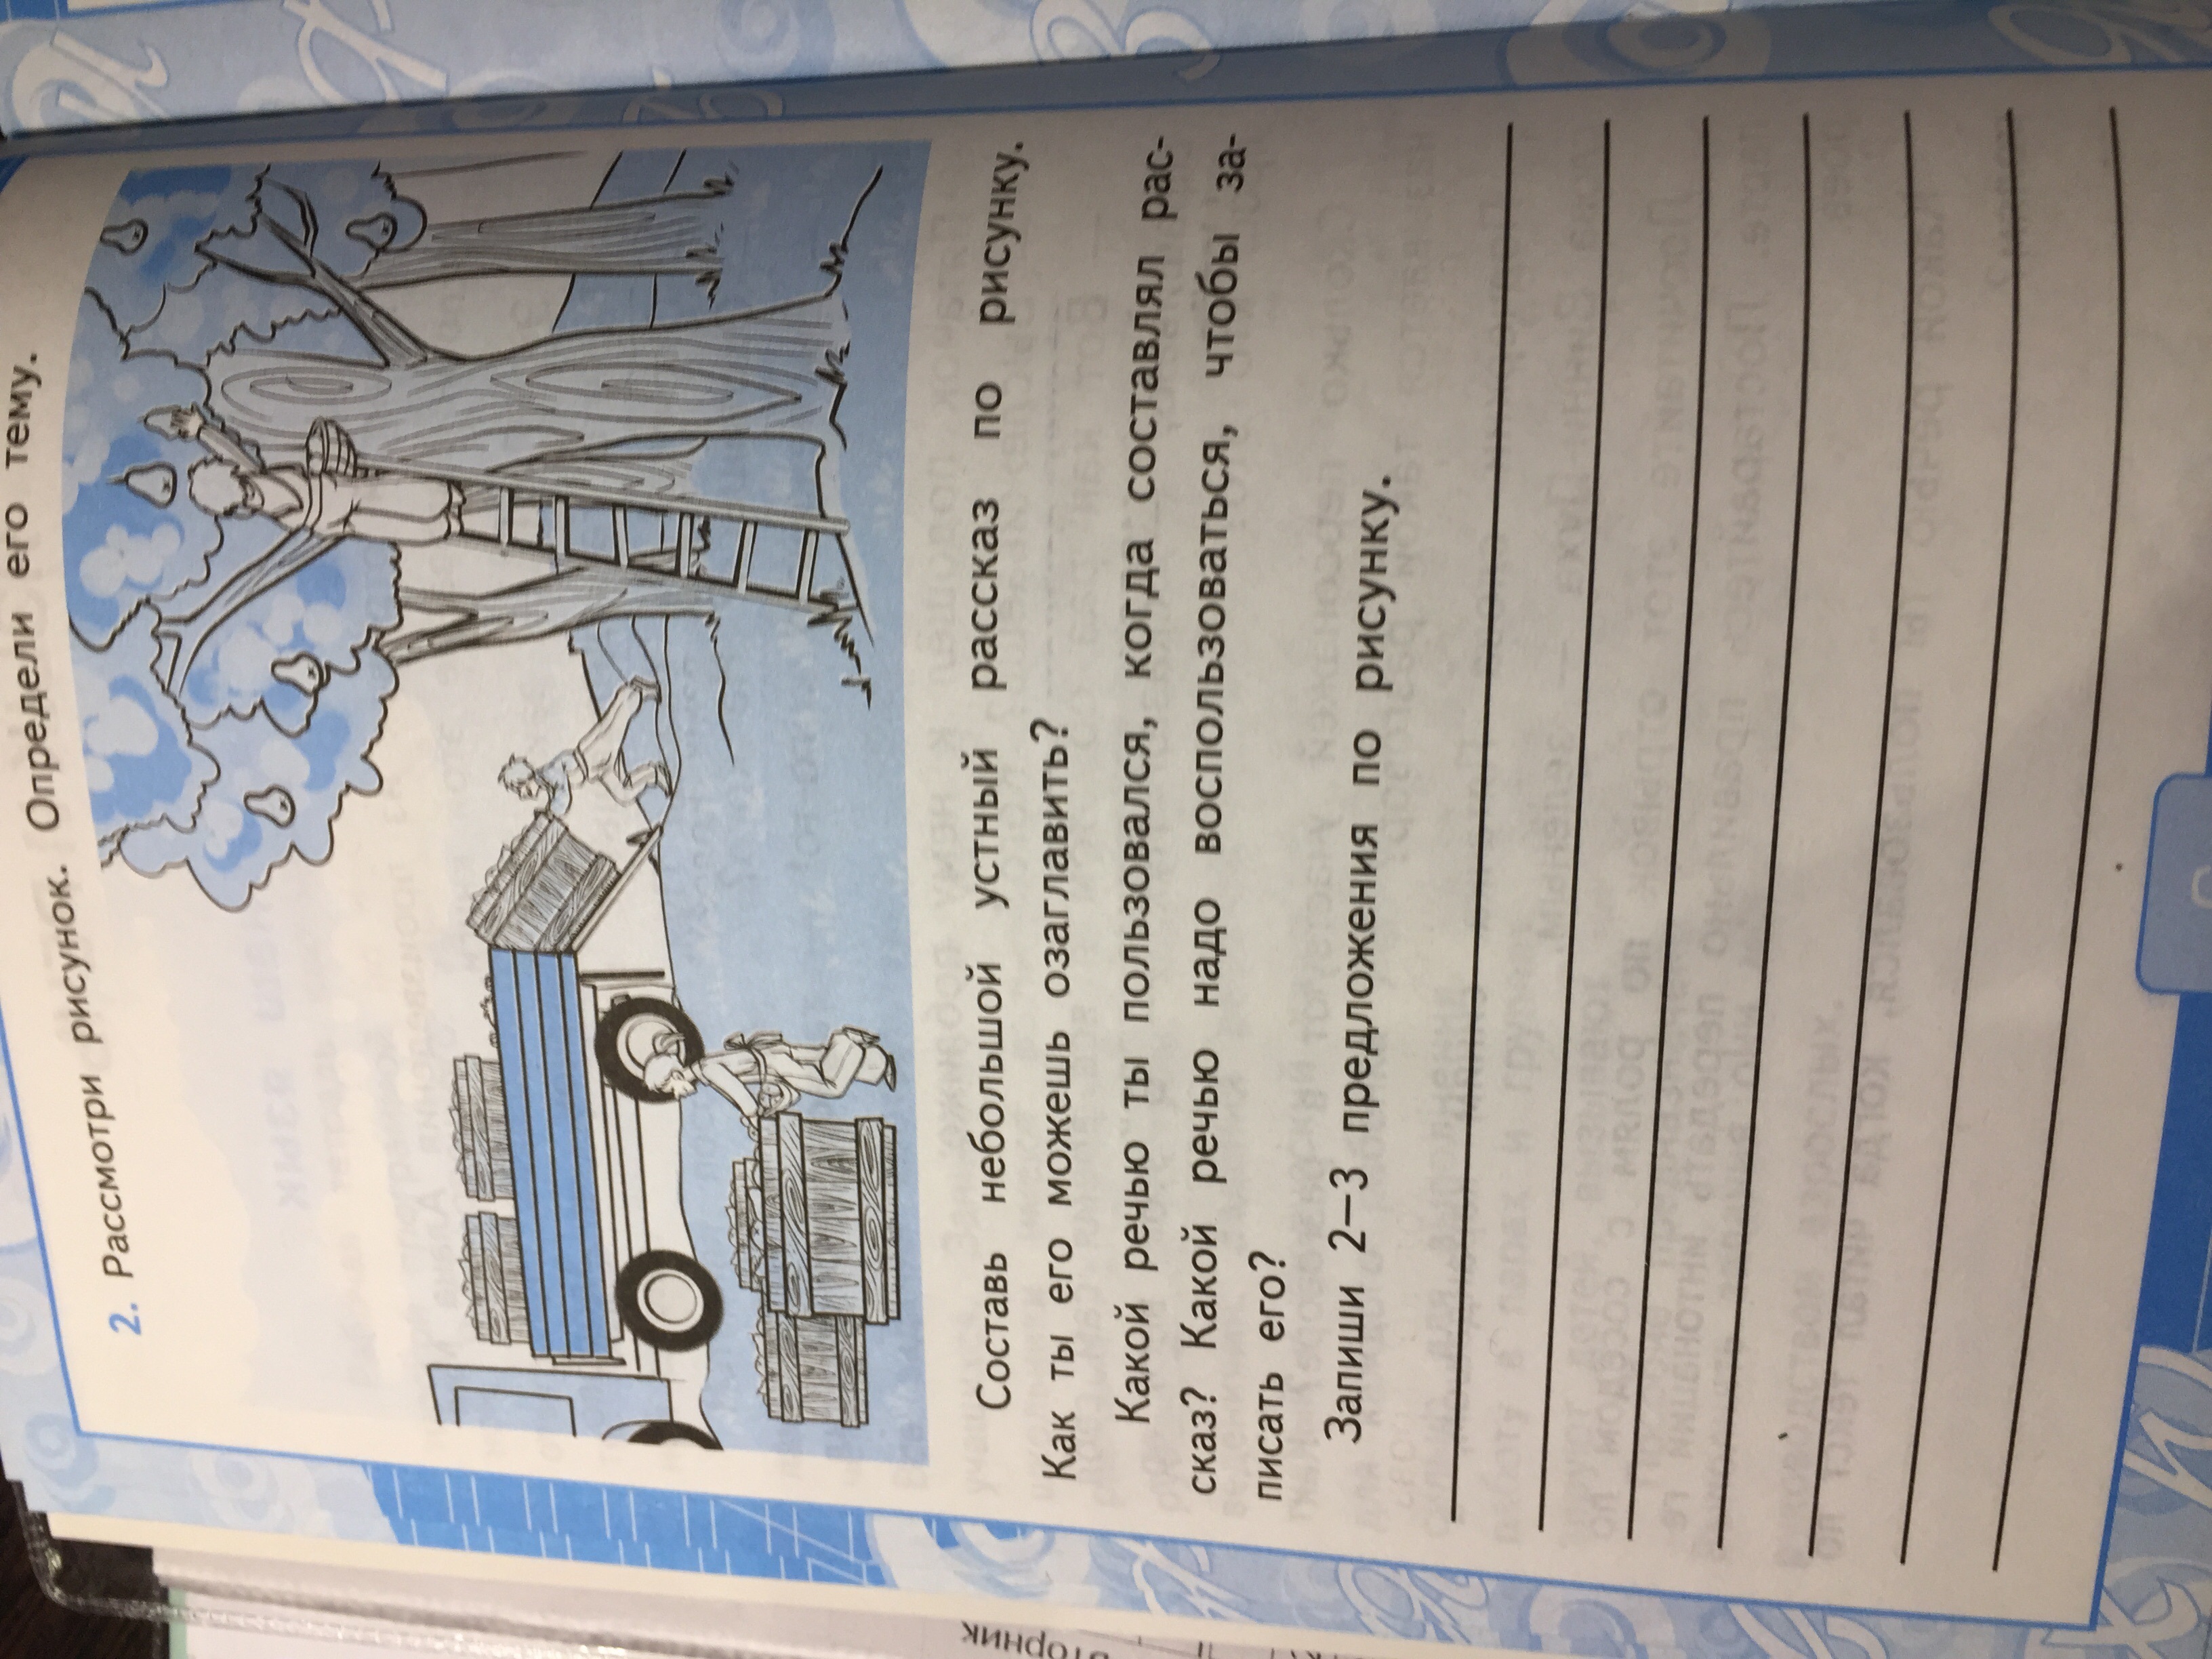 2. Рассмотри рисунок. Определи его тему.
Составь небольшой устный рассказ по рисунку.
Как ты его можешь озаглавить?
Какой речью ты пользовался, когда составлял рас-
сказ? Какой речью надо воспользоваться, чтобы за-
писать его?
Запиши 2–3 предложения по рисунку.